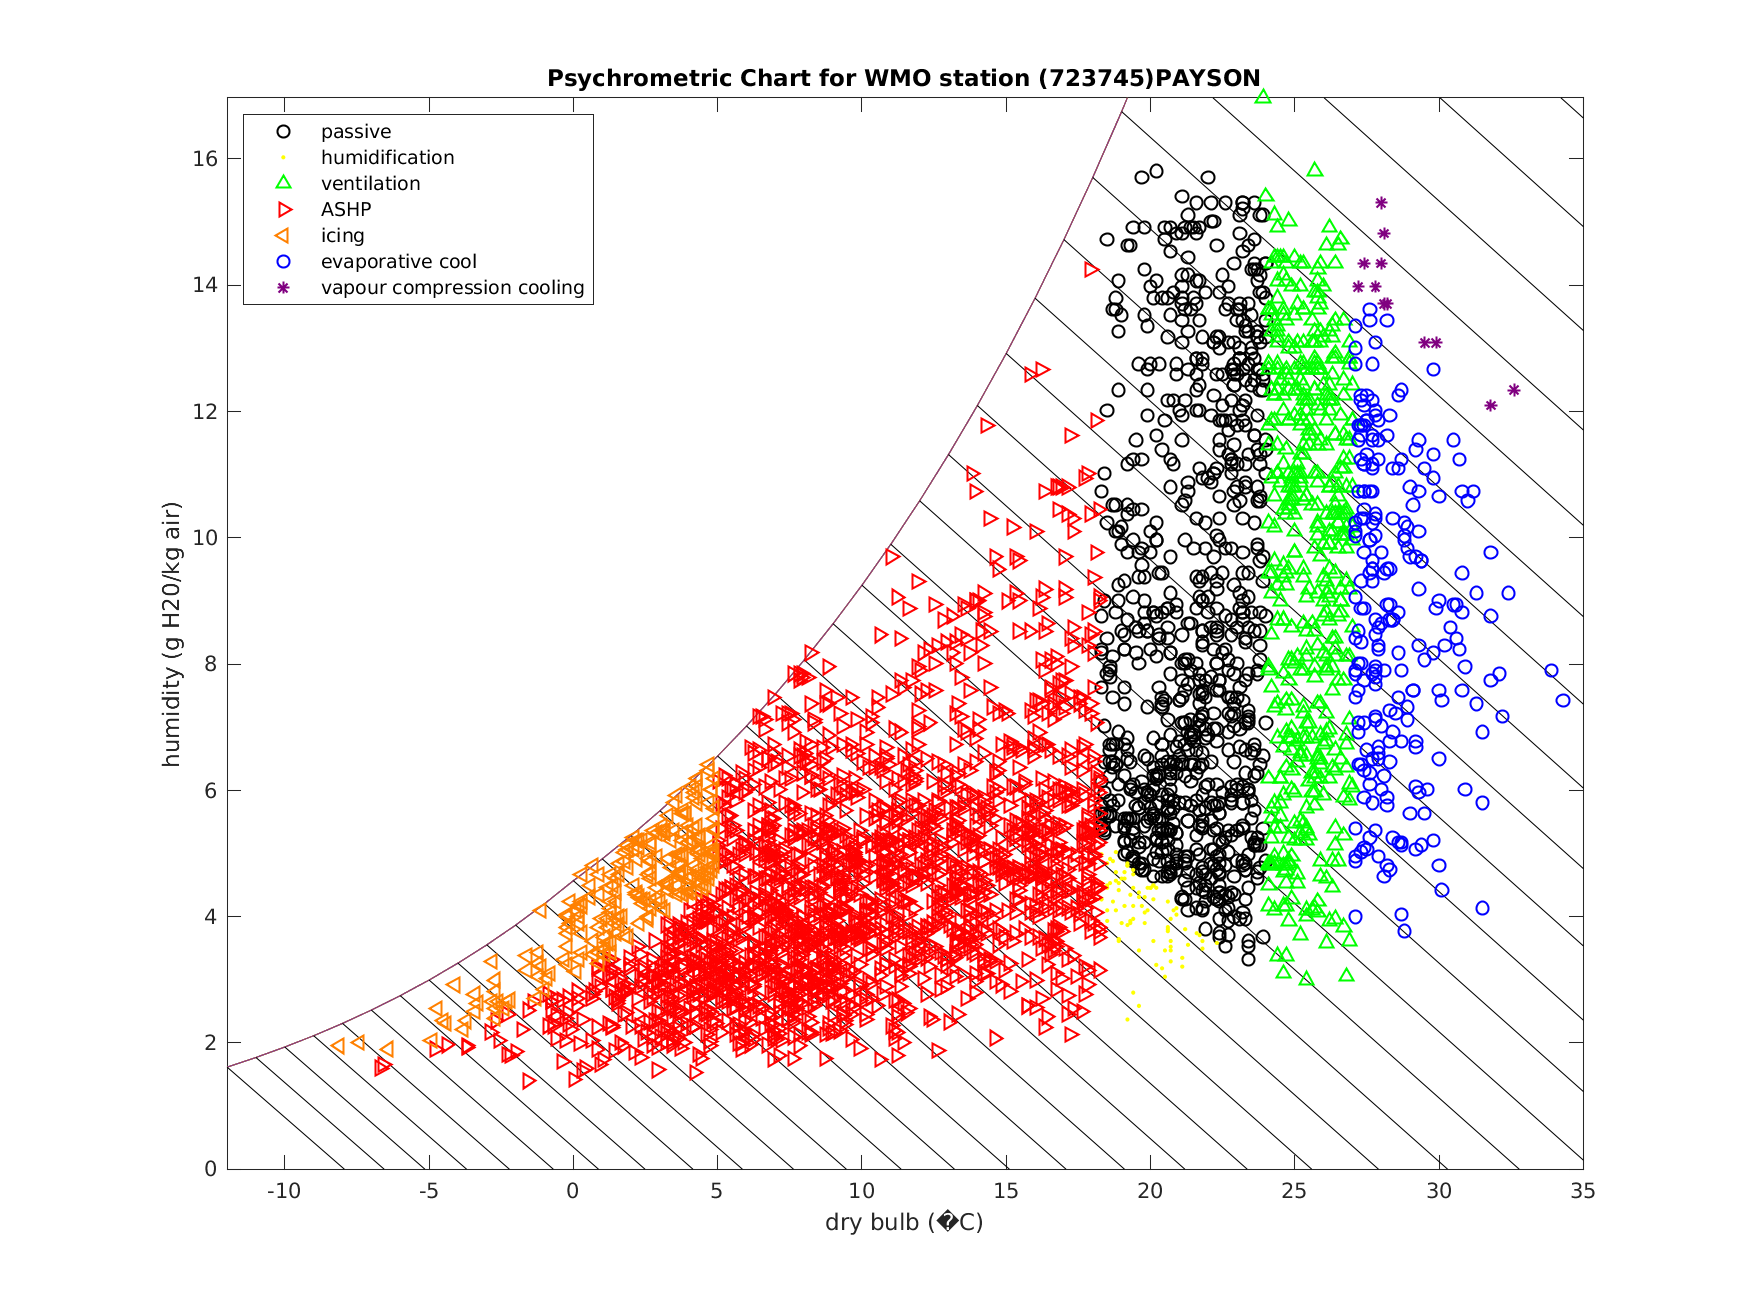 Psychrometric Chart for WMO station (723745)PAYSON
passive
humidification
ventilation
ASHP
icing
evaporative cool
vapour compression cooling
humidity (g H20/kg air)
16
14
12
10
8
6
4
2
0
-10 -5 0 5 10 15 20 25 30 35
dry bulb (�C)